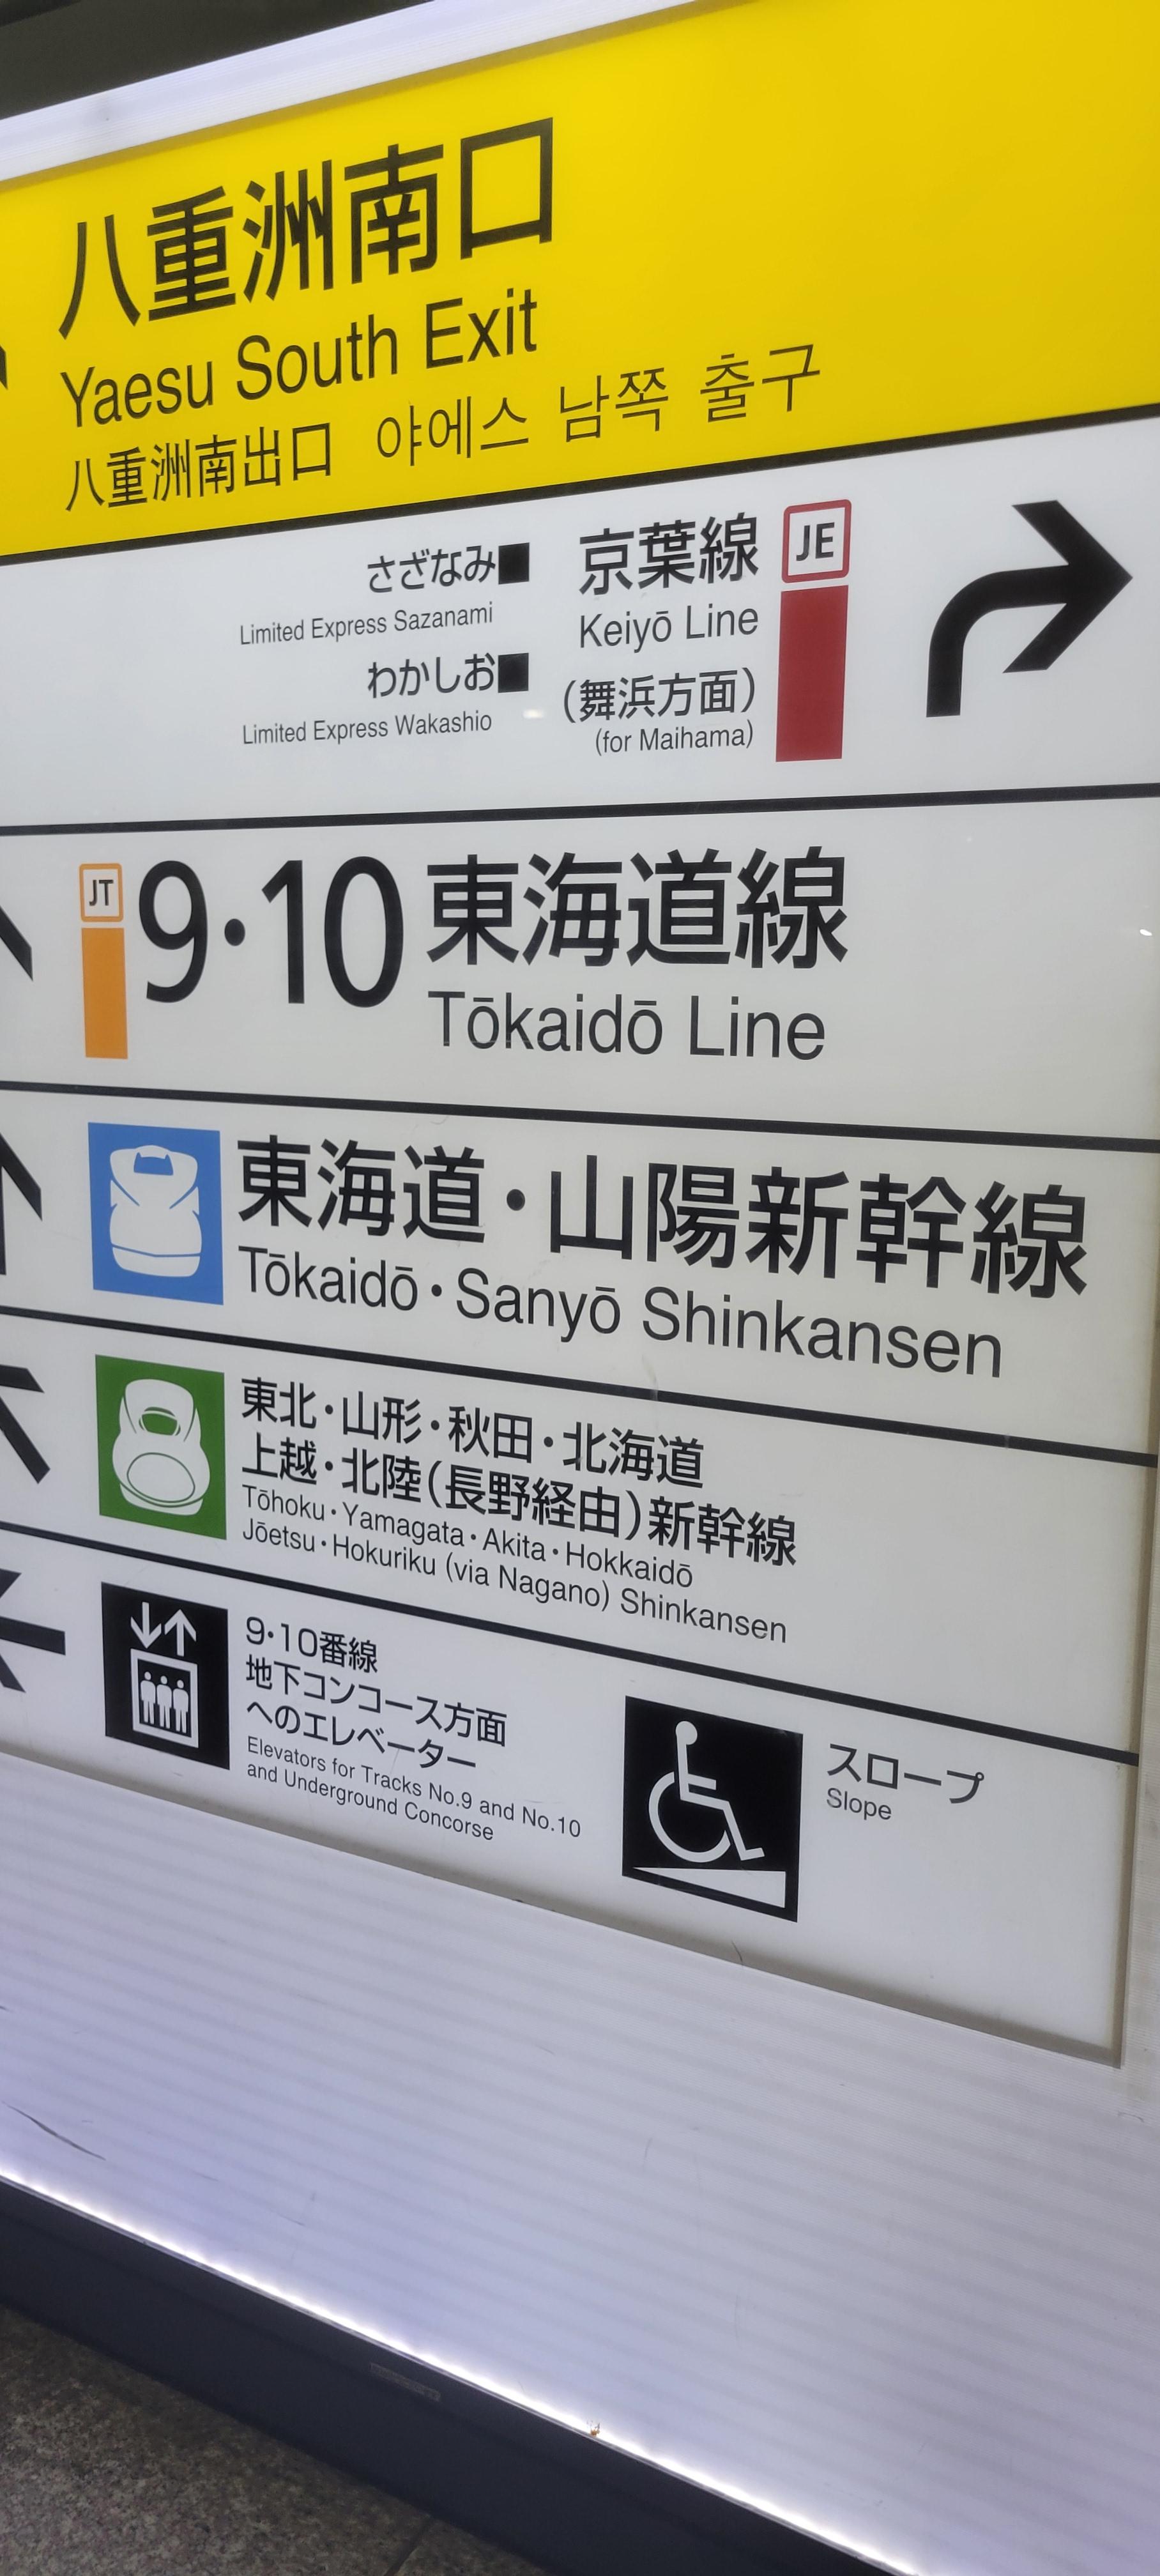 八重洲南口
Yaesu South Exit
八重洲南出口 야에스 남쪽 출구
さざなみ■
Limited Express Sazanami
わかしお■
Limited Express Wakashio
京葉線
Keiyō Line
(舞浜方面)
(for Maihama)
JE
JT
9・10 東海道線
Tōkaidō Line
東海道・山陽新幹線
Tōkaidō・Sanyō Shinkansen
東北・山形・秋田・北海道
上越・北陸(長野経由)新幹線
Tōhoku・Yamagata・Akita・Hokkaidō
Jōetsu・Hokuriku (via Nagano) Shinkansen
9・10番線
地下コンコース方面
へのエレベーター
Elevators for Tracks No.9 and No.10
and Underground Concorse
スロープ
Slope